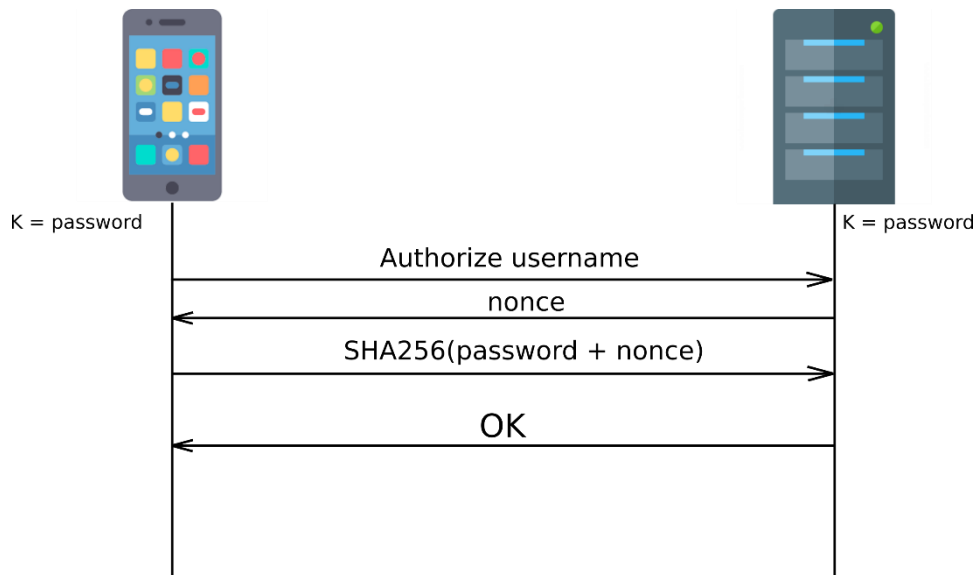 K = password
K = password
Authorize username
nonce
SHA256(password + nonce)
OK